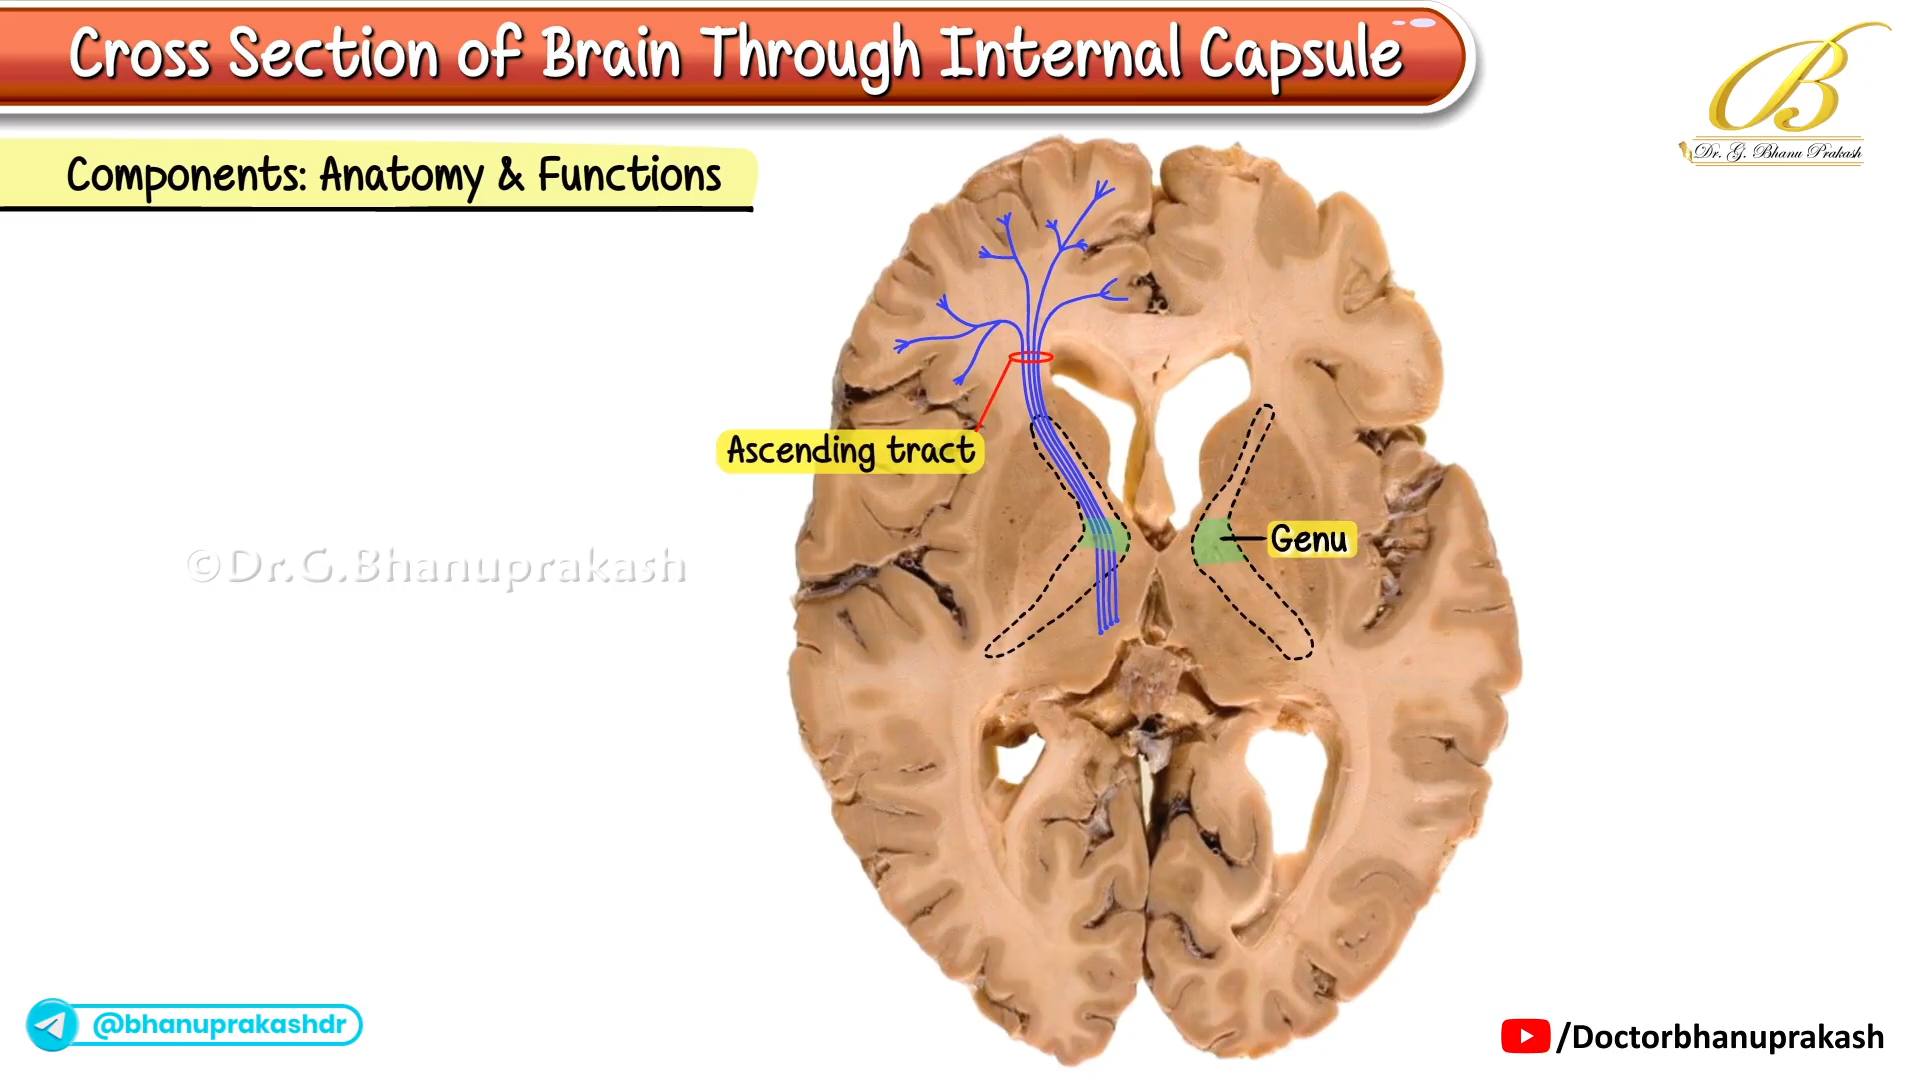 Cross Section of Brain Through Internal Capsule
Dr. G. Bhanu Prakash
Components: Anatomy & Functions
Ascending tract
Genu
©Dr.G.Bhanuprakash
@bhanuprakashdr
/Doctorbhanuprakash